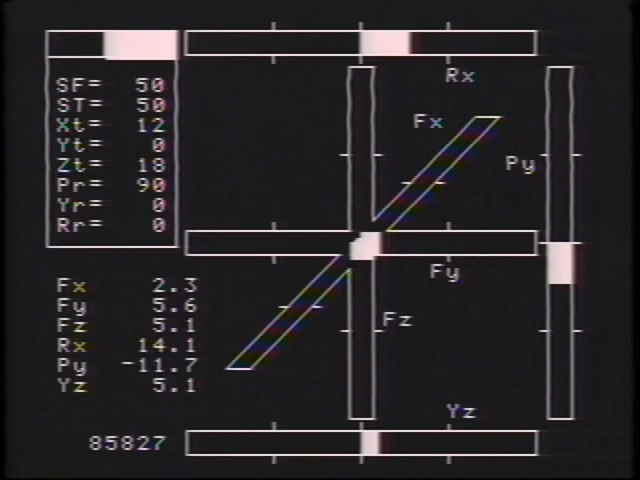 SF= 50
ST= 50
Xt= 12
Yt= 0
Zt= 18
Pr= 90
Yr= 0
Rr= 0
Rx
Fx
Py
Fy
Fz
Yz
Fx 2.3
Fy 5.6
Fz 5.1
Rx 14.1
Py -11.7
Yz 5.1
85827